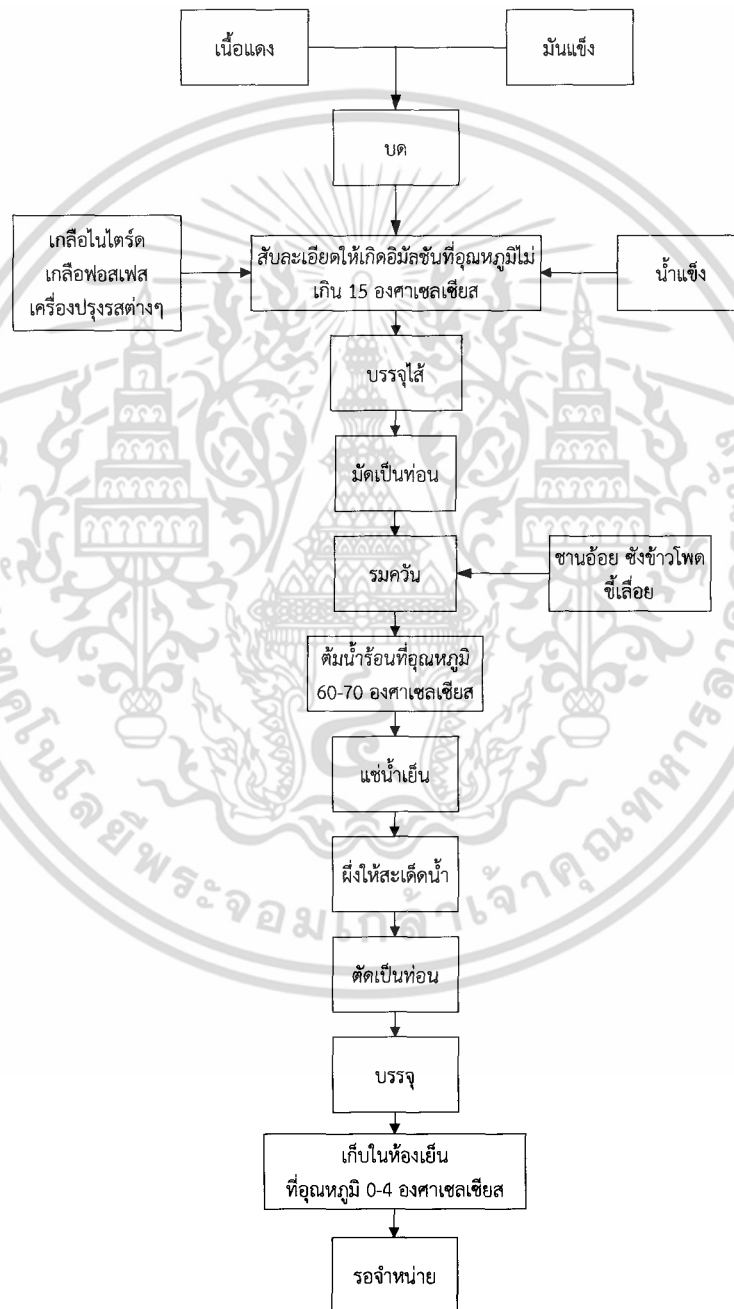 เนื้อแดง
มันแข็ง
บด
เกลือไนไตร์ด
เกลือฟอสเฟส
เครื่องปรุงรสต่างๆ
สับละเอียดให้เกิดอิมัลชันที่อุณหภูมิไม่
เกิน 15 องศาเซลเซียส
น้ำแข็ง
บรรจุไส้
มัดเป็นท่อน
รมควัน
ชานอ้อย ซังข้าวโพด
ขี้เลื่อย
ต้มน้ำร้อนที่อุณหภูมิ
60-70 องศาเซลเซียส
แช่น้ำเย็น
ผึ่งให้สะเด็ดน้ำ
ตัดเป็นท่อน
บรรจุ
เก็บในห้องเย็น
ที่อุณหภูมิ 0-4 องศาเซลเซียส
รอจำหน่าย